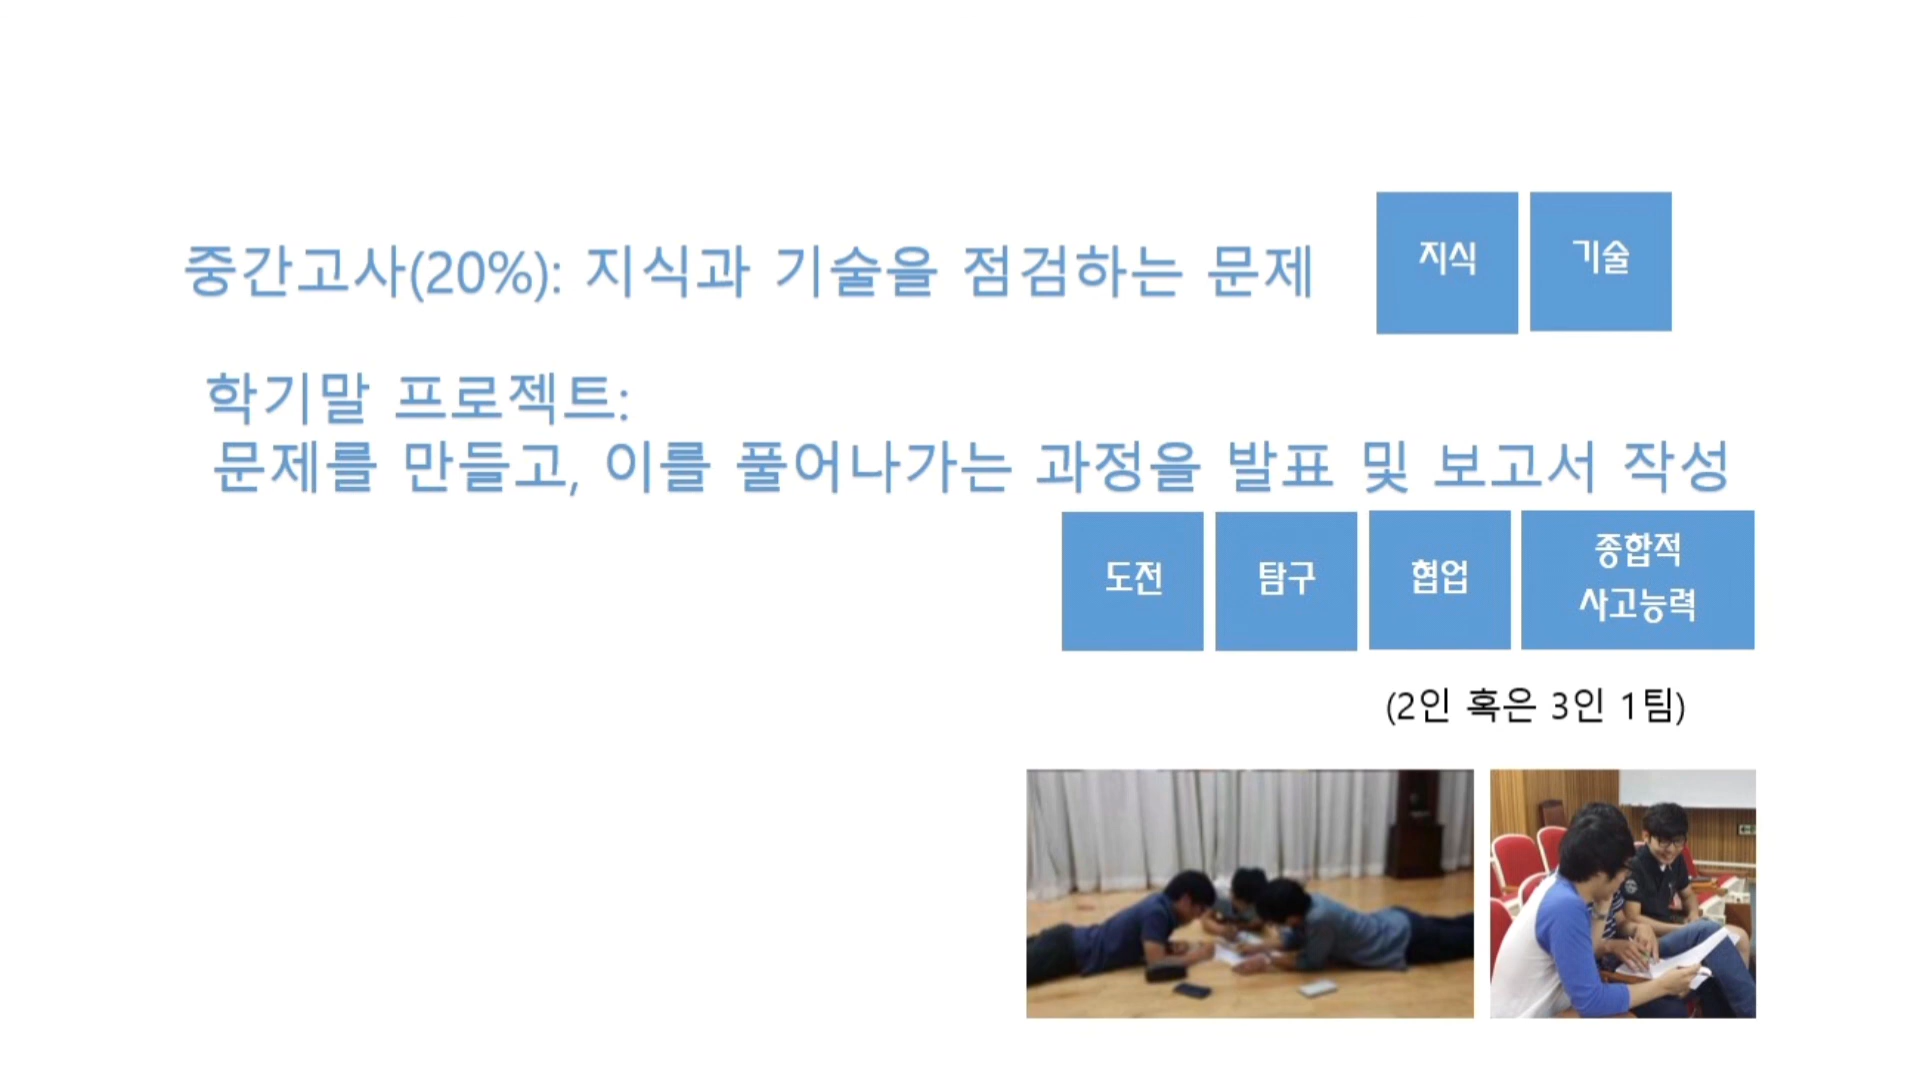 중간고사(20%): 지식과 기술을 점검하는 문제
지식
기술
학기말 프로젝트:
문제를 만들고, 이를 풀어나가는 과정을 발표 및 보고서 작성
도전
탐구
협업
종합적
사고능력
(2인 혹은 3인 1팀)